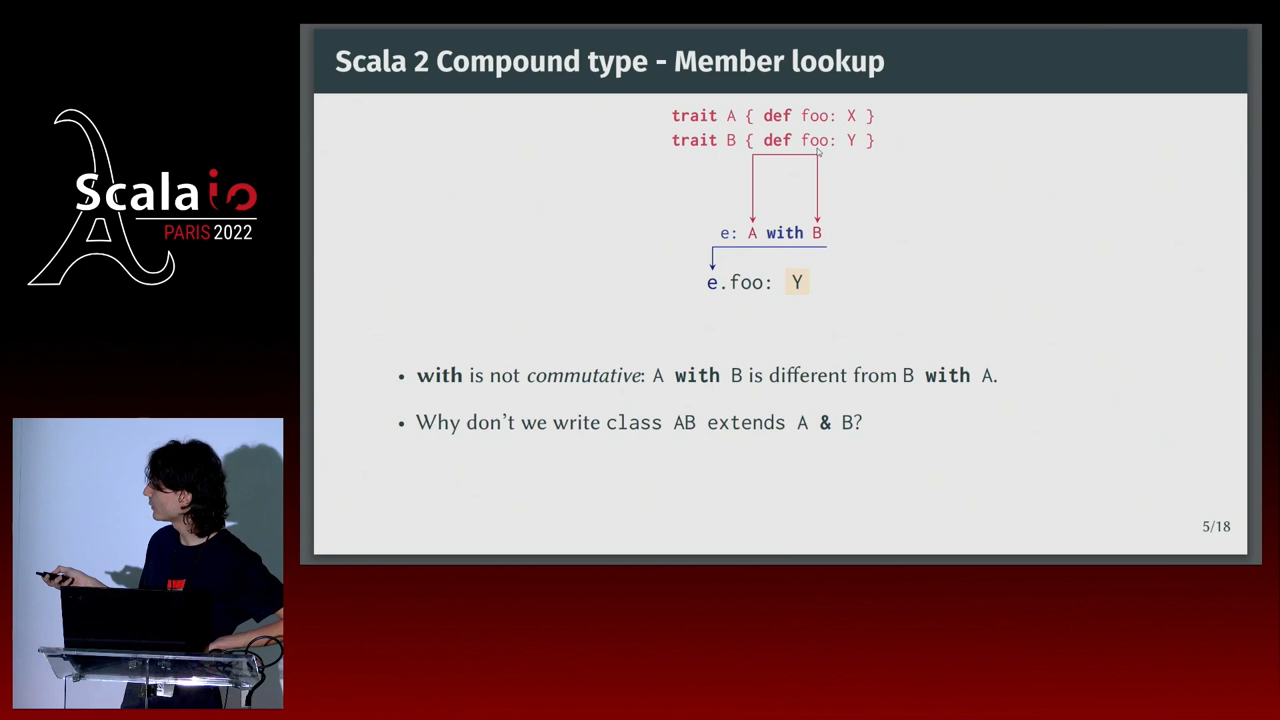 Scala 2 Compound type - Member lookup
trait A { def foo: X }
trait B { def foo: Y }
e: A with B
e.foo: Y
• with is not commutative: A with B is different from B with A.
• Why don't we write class AB extends A & B?
5/18
Scala io
PARIS 2022